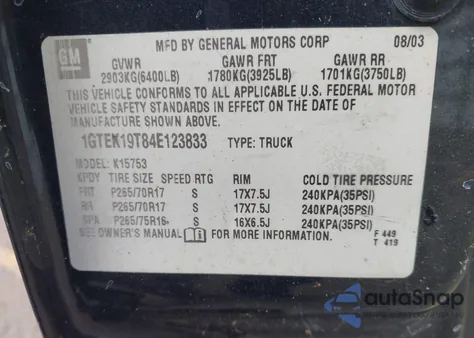 GM
MFD BY GENERAL MOTORS CORP 08/03
GVWR GAWR FRT GAWR RR
2903KG(6400LB) 1780KG(3925LB) 1701KG(3750LB)
THIS VEHICLE CONFORMS TO ALL APPLICABLE U.S. FEDERAL MOTOR
VEHICLE SAFETY STANDARDS IN EFFECT ON THE DATE OF
MANUFACTURE SHOWN ABOVE.
1GTEK19T84E123833 TYPE: TRUCK
MODEL: K15753
TIRE SIZE SPEED RTG RIM COLD TIRE PRESSURE
FRT P265/70R17 S 17X7.5J 240KPA(35PSI)
P265/70R17 S 17X7.5J 240KPA(35PSI)
SPA P265/75R16 S 16X6.5J 240KPA(35PSI)
SEE OWNER'S MANUAL FOR MORE INFORMATION.
F 449
T 419
autoSnap